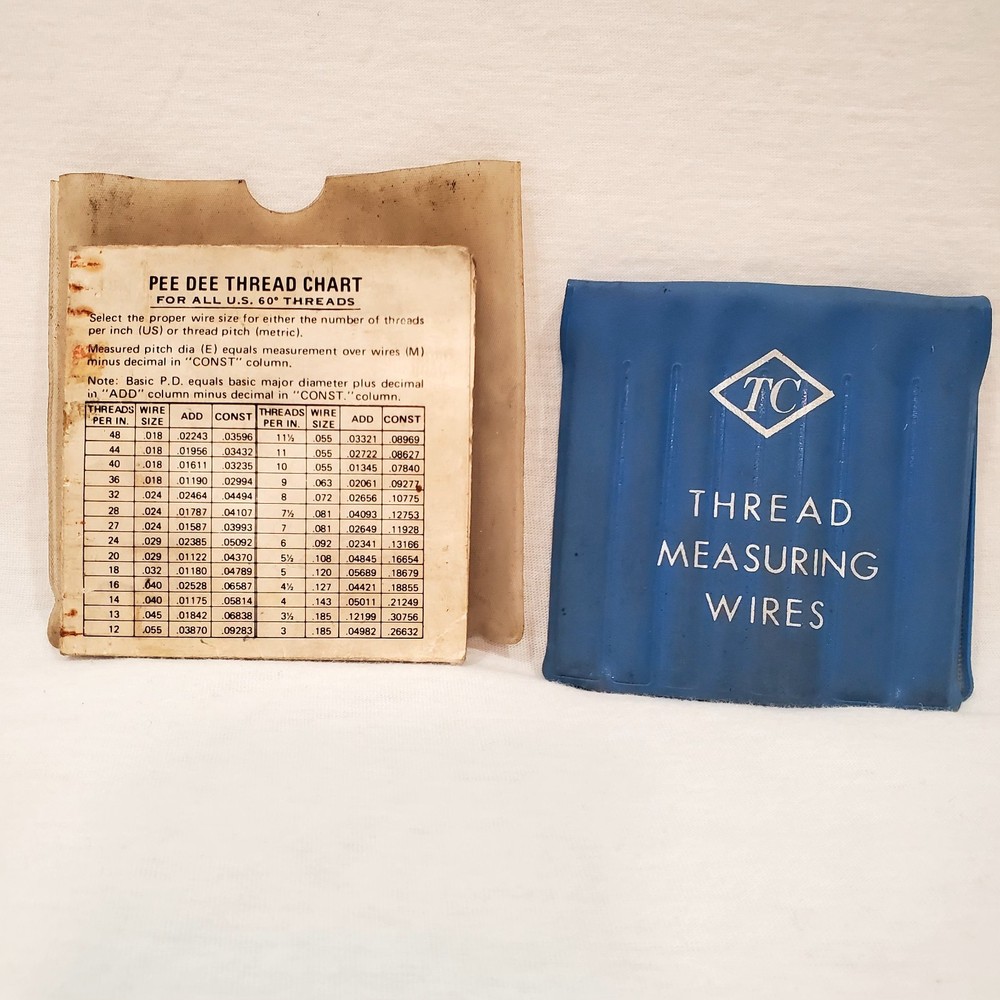 PEE DEE THREAD CHART
FOR ALL U.S. 60° THREADS
Select the proper wire size for either the number of threads
per inch (US) or thread pitch (metric).
Measured pitch dia (E) equals measurement over wires (M)
minus decimal in "CONST" column.
Note: Basic P.D. equals basic major diameter plus decimal
in "ADD" column minus decimal in "CONST." column.
THREADS PER IN. WIRE SIZE ADD CONST THREADS PER IN. WIRE SIZE ADD CONST
48 .018 .02243 .03596 11½ .055 .03321 .08969
44 .018 .01956 .03432 11 .055 .02722 .08627
40 .018 .01611 .03235 10 .055 .01345 .07840
36 .018 .01190 .02994 9 .063 .02061 .09277
32 .024 .02464 .04494 8 .072 .02656 .10775
28 .024 .01787 .04107 7½ .081 .04093 .12753
27 .024 .01587 .03993 7 .081 .02649 .11928
24 .029 .02385 .05092 6 .092 .02341 .13166
20 .029 .01122 .04370 5½ .108 .04845 .16654
18 .032 .01180 .04789 5 .120 .05689 .18679
16 .040 .02528 .06587 4½ .127 .04421 .18855
14 .040 .01175 .05814 4 .143 .05011 .21249
13 .045 .01842 .06838 3½ .185 .12199 .30756
12 .055 .03870 .09283 3 .185 .04982 .26632
TC
THREAD
MEASURING
WIRES